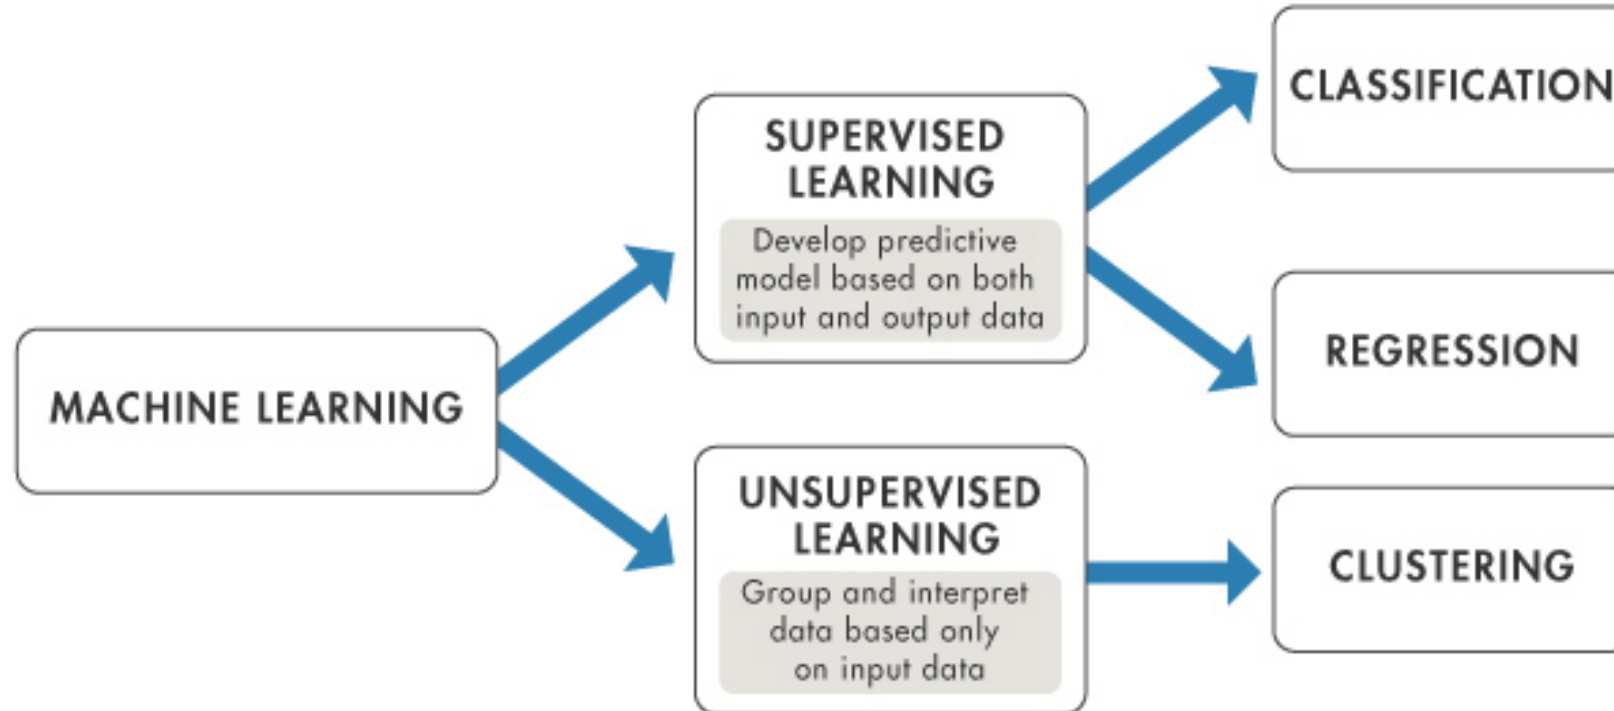 MACHINE LEARNING
SUPERVISED
LEARNING
Develop predictive
model based on both
input and output data
UNSUPERVISED
LEARNING
Group and interpret
data based only
on input data
CLASSIFICATION
REGRESSION
CLUSTERING